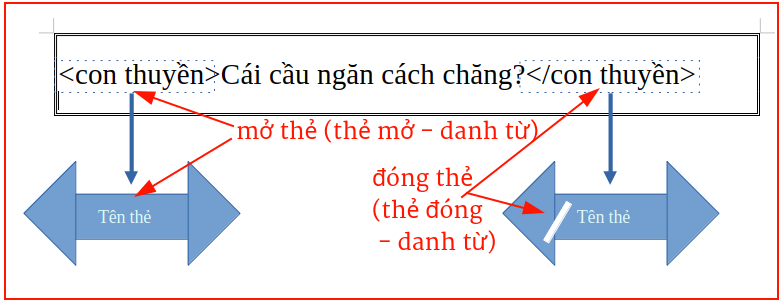 <con thuyền>Cái cầu ngăn cách chăng?</con thuyền>
mở thẻ (thẻ mở – danh từ)
đóng thẻ
(thẻ đóng
– danh từ)
Tên thẻ
Tên thẻ